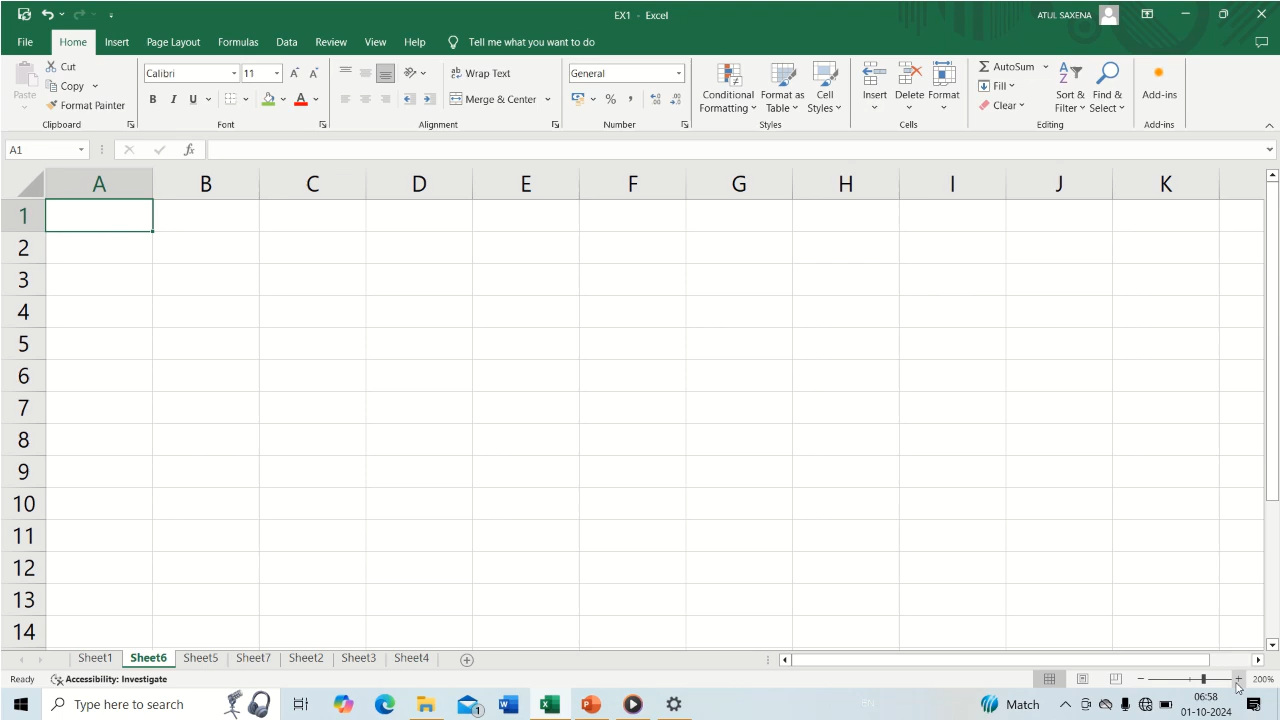 EX1 - Excel
ATUL SAXENA
File Home Insert Page Layout Formulas Data Review View Help Tell me what you want to do
Paste
Cut
Copy
Format Painter
Clipboard
Calibri 11
B I U A
Font
Wrap Text
Merge & Center
Alignment
General
% ,
Number
Conditional Formatting
Format as Table
Cell Styles
Styles
Insert Delete Format
Cells
AutoSum
Fill
Clear
Sort & Filter
Find & Select
Editing
Add-ins
Add-ins
A1 fx
A B C D E F G H I J K
1
2
3
4
5
6
7
8
9
10
11
12
13
14
Sheet1 Sheet6 Sheet5 Sheet7 Sheet2 Sheet3 Sheet4
Ready Accessibility: Investigate 200%
Type here to search
Match
06:58
01-10-2024